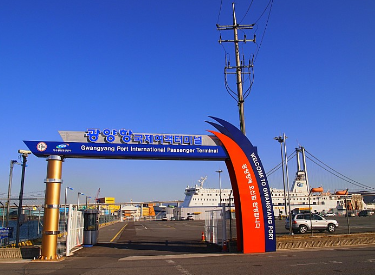 광양항국제여객터미널
Gwangyang Port International Passenger Terminal
WELCOME TO GWANGYANG PORT